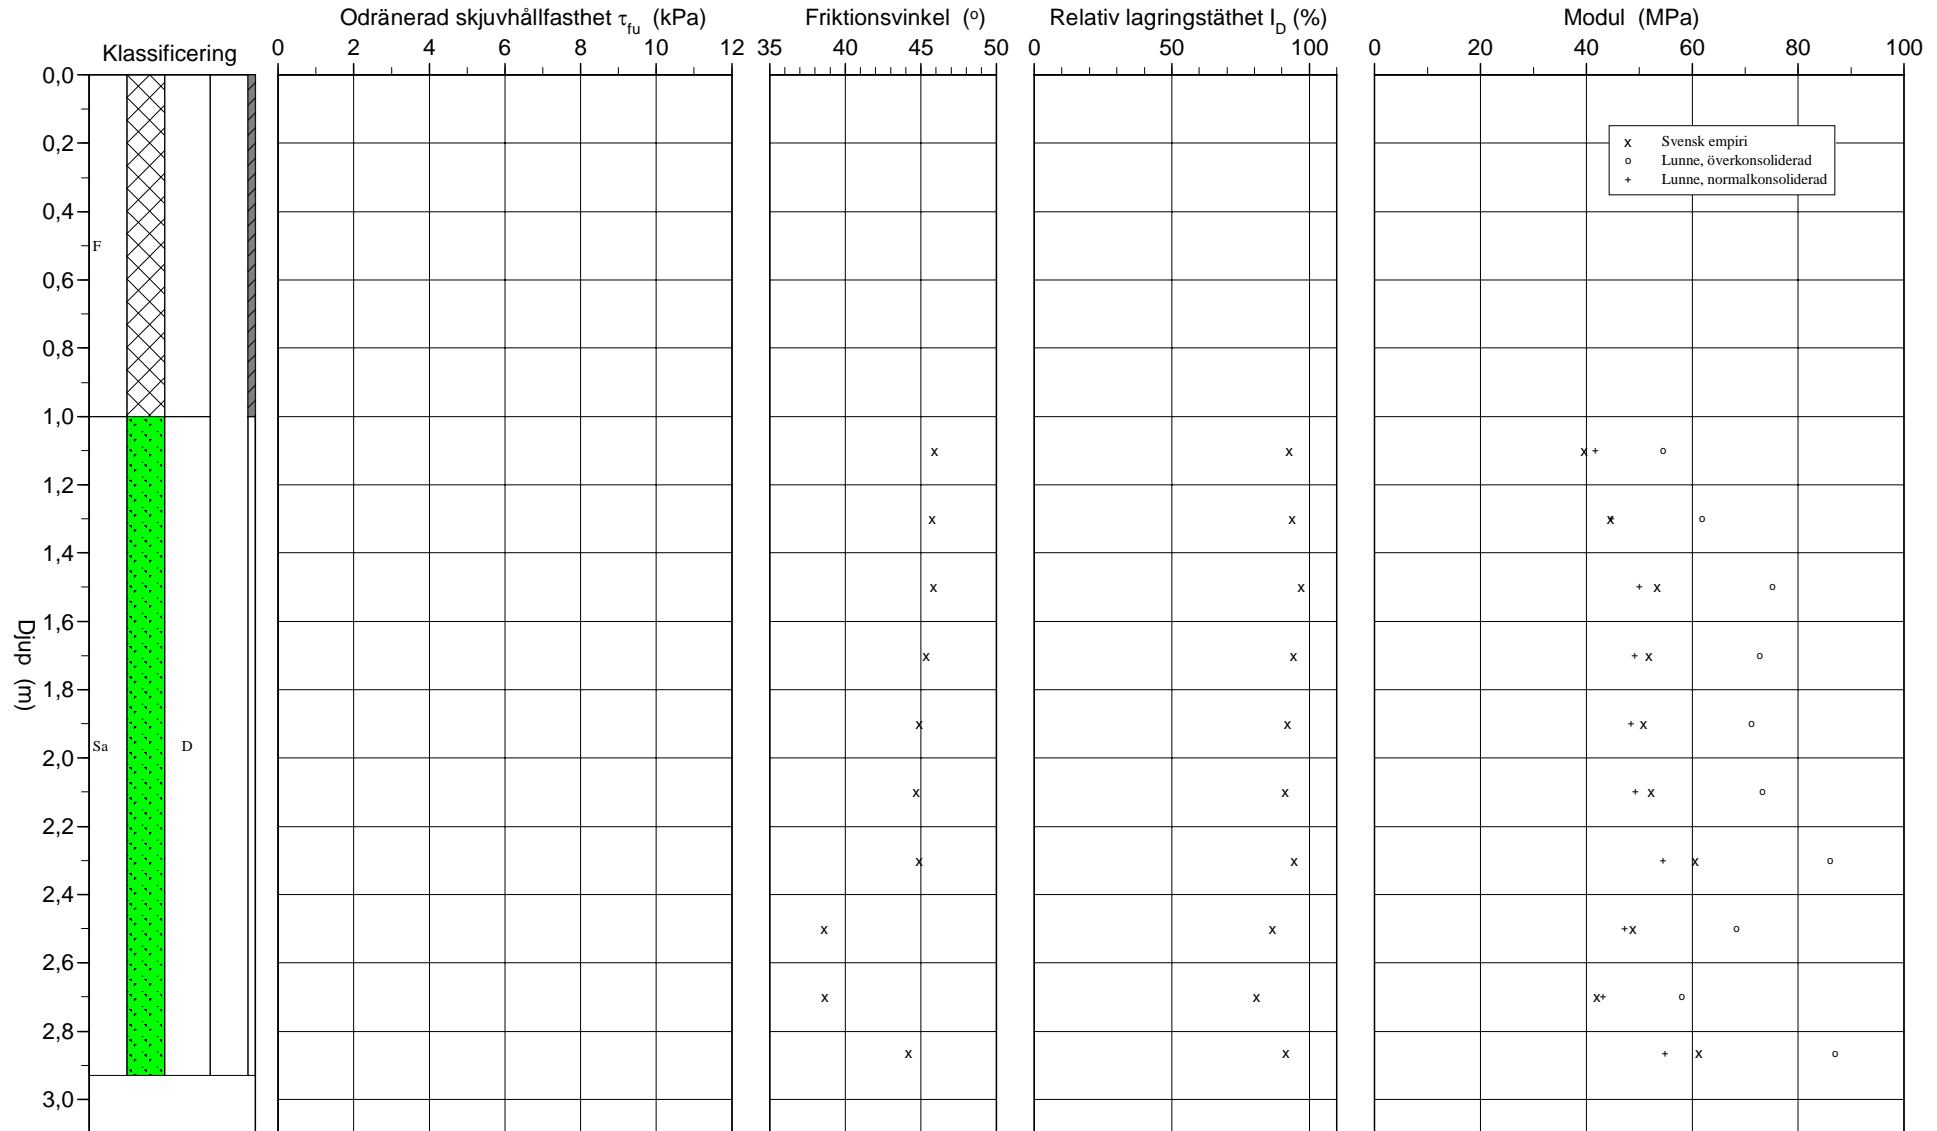 Odränerad skjuvhållfasthet τfu (kPa)
Friktionsvinkel (o)
Relativ lagringstäthet ID (%)
Modul (MPa)
Klassificering
0 2 4 6 8 10 12
35 40 45 50
0 50 100
0 20 40 60 80 100
x Svensk empiri
o Lunne, överkonsoliderad
+ Lunne, normalkonsoliderad
Djup (m)
0,0
0,2
0,4
0,6
0,8
1,0
1,2
1,4
1,6
1,8
2,0
2,2
2,4
2,6
2,8
3,0
F
Sa D